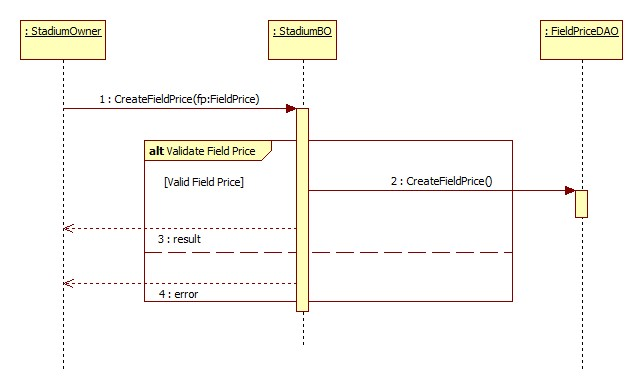 : StadiumOwner
: StadiumBO
: FieldPriceDAO
1 : CreateFieldPrice(fp:FieldPrice)
alt Validate Field Price
[Valid Field Price]
2 : CreateFieldPrice()
3 : result
4 : error